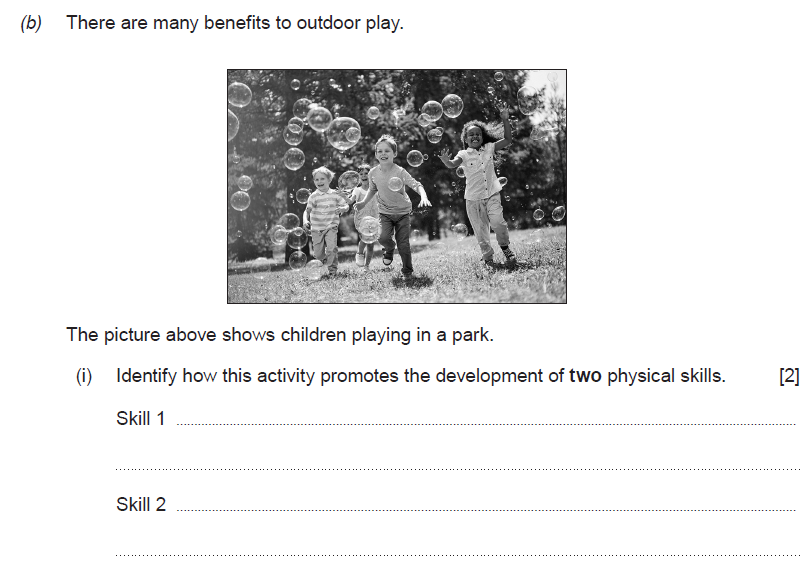 (b) There are many benefits to outdoor play.
The picture above shows children playing in a park.
(i) Identify how this activity promotes the development of two physical skills. [2]
Skill 1
Skill 2